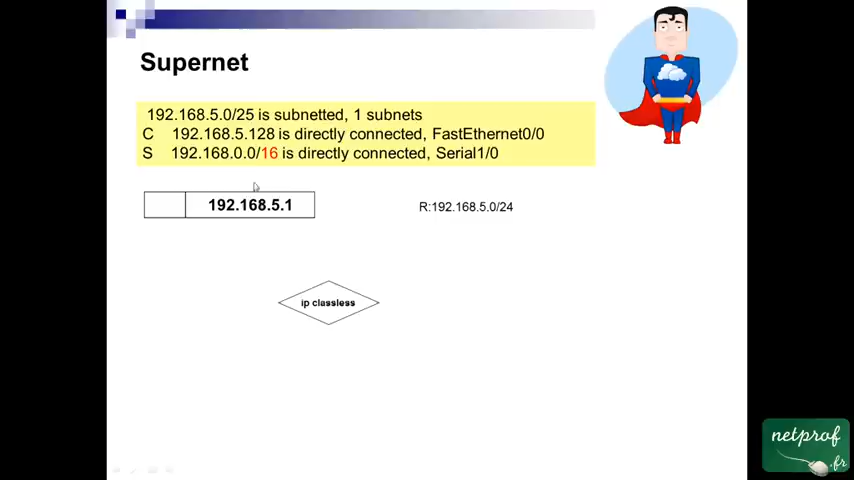 Supernet
192.168.5.0/25 is subnetted, 1 subnets
C 192.168.5.128 is directly connected, FastEthernet0/0
S 192.168.0.0/16 is directly connected, Serial1/0
192.168.5.1
R:192.168.5.0/24
ip classless
netprof
.fr